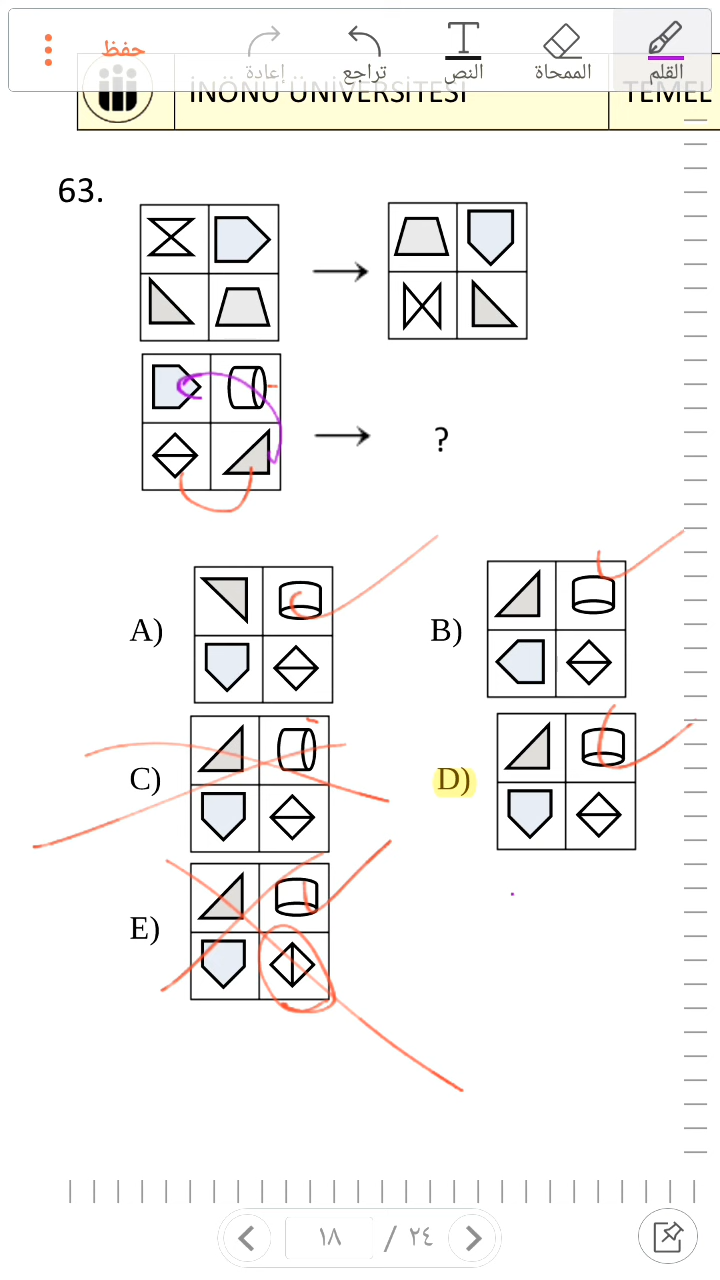 حفظ
إعادة
تراجع
النص
الممحاة
القلم
İNÖNÜ ÜNİVERSİTESİ
TEMEL
63.
?
A)
B)
C)
D)
E)
١٨ / ٢٤